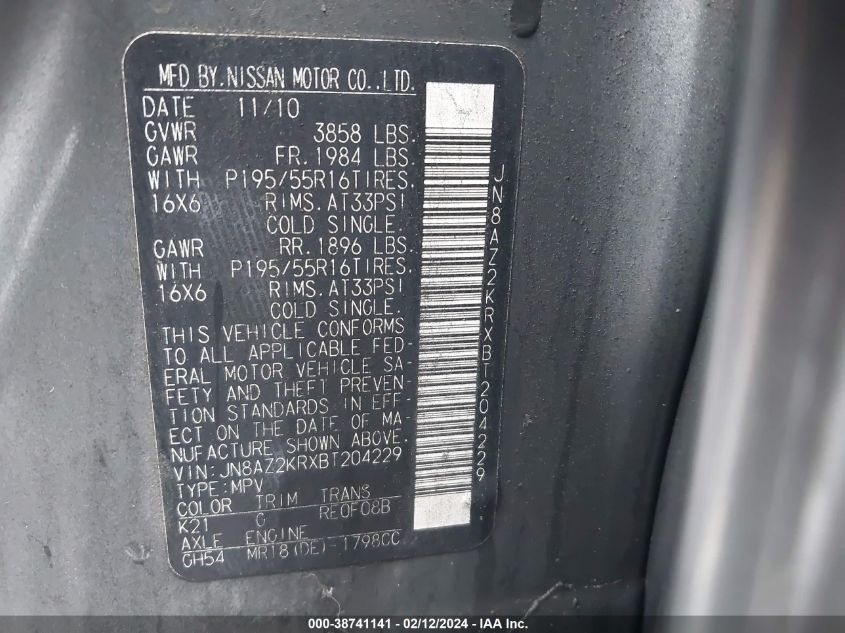 MFD BY.NISSAN MOTOR CO.,LTD.
DATE 11/10
GVWR 3858 LBS.
GAWR FR.1984 LBS.
WITH P195/55R16TIRES.
16X6 RIMS.AT33PSI
COLD SINGLE.
GAWR RR.1896 LBS.
WITH P195/55R16TIRES.
16X6 RIMS.AT33PSI
COLD SINGLE.
THIS VEHICLE CONFORMS
TO ALL APPLICABLE FED-
ERAL MOTOR VEHICLE SA-
FETY AND THEFT PREVEN-
TION STANDARDS IN EFF-
ECT ON THE DATE OF MA-
NUFACTURE SHOWN ABOVE.
VIN:JN8AZ2KRXBT204229
TYPE:MPV
COLOR TRIM TRANS
K21 G RE0F08B
AXLE ENGINE
GH54 MR18(DE)-1798CC
JN8AZ2KRXBT204229
000-38741141 - 02/12/2024 - IAA Inc.